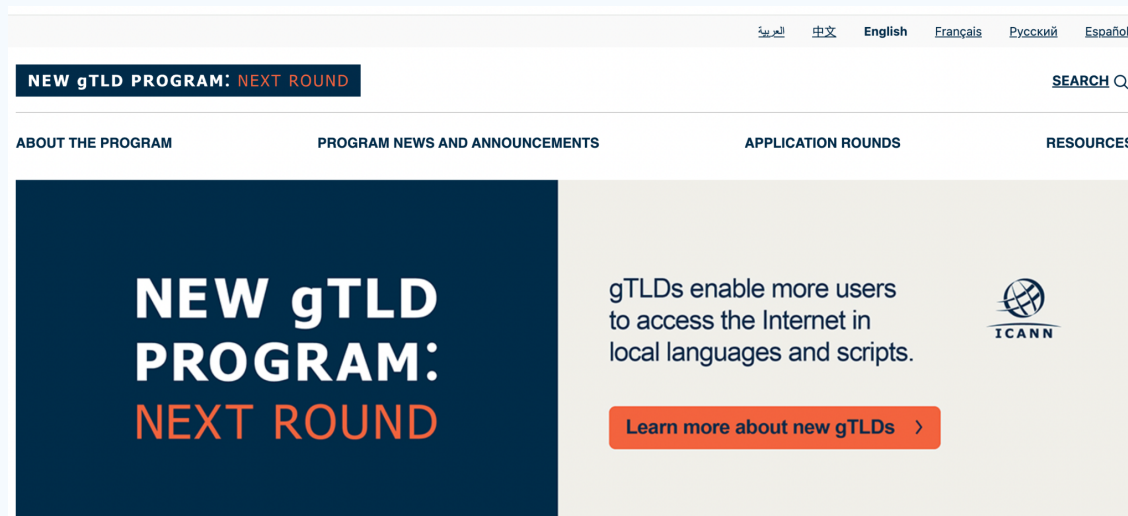 العربية 中文 English Français Русский Español
NEW gTLD PROGRAM: NEXT ROUND
SEARCH
ABOUT THE PROGRAM PROGRAM NEWS AND ANNOUNCEMENTS APPLICATION ROUNDS RESOURCES
NEW gTLD
PROGRAM:
NEXT ROUND
gTLDs enable more users
to access the Internet in
local languages and scripts.
ICANN
Learn more about new gTLDs